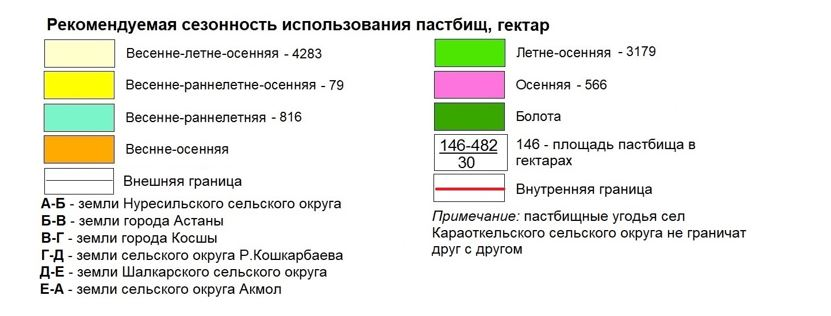 Рекомендуемая сезонность использования пастбищ, гектар
Весенне-летне-осенняя - 4283
Весенне-раннелетне-осенняя - 79
Весенне-раннелетняя - 816
Веснне-осенняя
Внешняя граница
А-Б - земли Нуресильского сельского округа
Б-В - земли города Астаны
В-Г - земли города Косшы
Г-Д - земли сельского округа Р.Кошкарбаева
Д-Е - земли Шалкарского сельского округа
Е-А - земли сельского округа Акмол
Летне-осенняя - 3179
Осенняя - 566
Болота
146-482
30
146 - площадь пастбища в
гектарах
Внутренняя граница
Примечание: пастбищные угодья сел
Караоткельского сельского округа не граничат
друг с другом